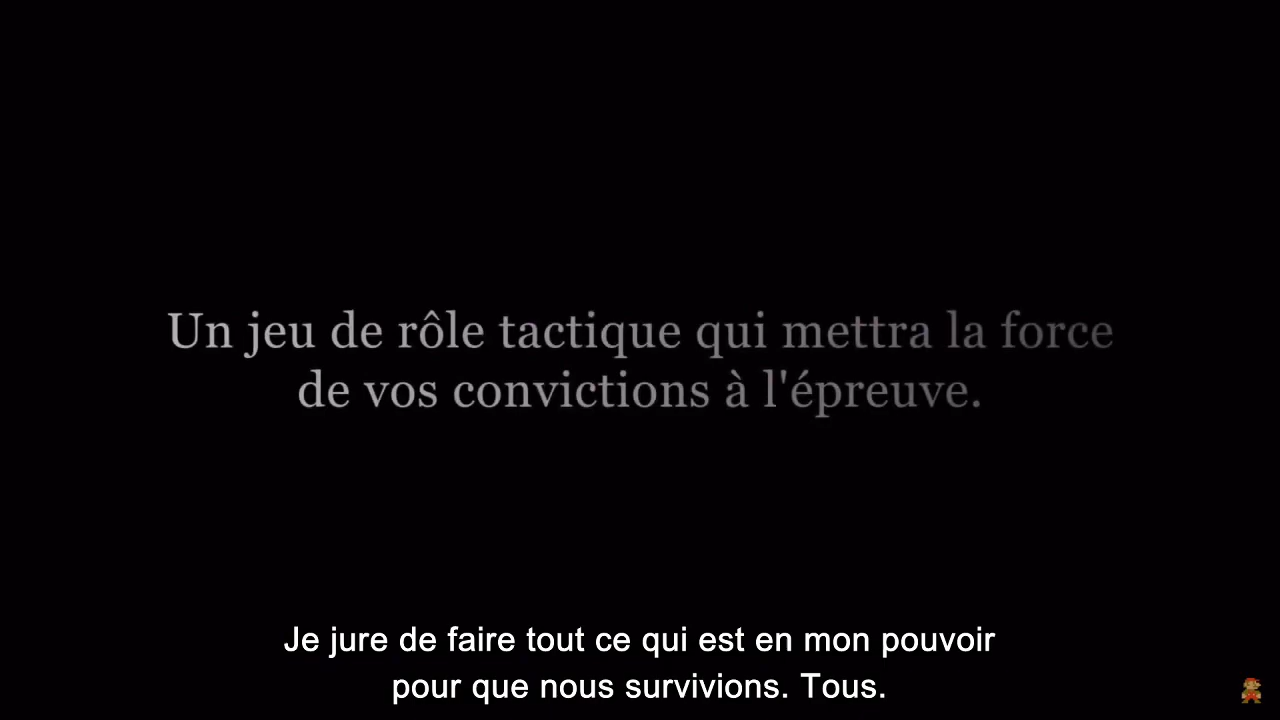 Un jeu de rôle tactique qui mettra la force
de vos convictions à l'épreuve.
Je jure de faire tout ce qui est en mon pouvoir
pour que nous survivions. Tous.